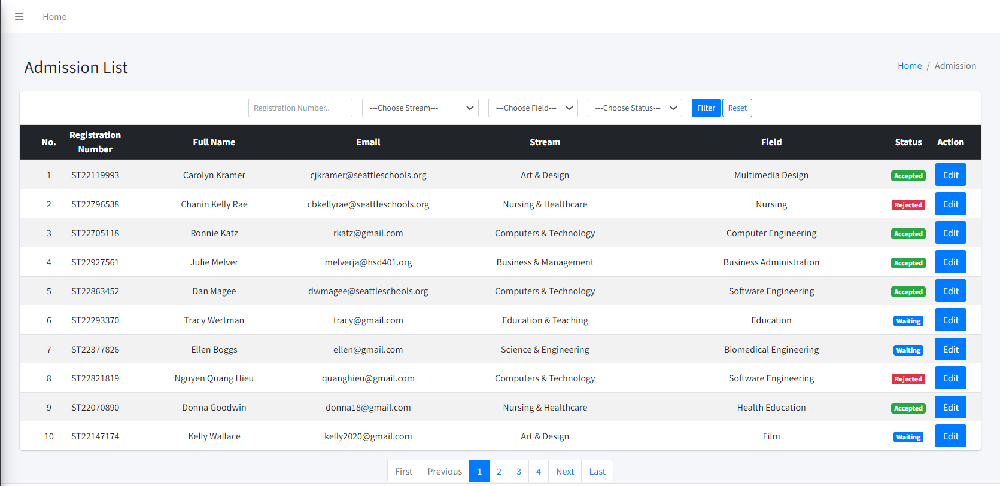 Home
Admission List
Home / Admission
Registration Number.. ---Choose Stream--- ---Choose Field--- ---Choose Status--- Filter Reset
No. Registration Number Full Name Email Stream Field Status Action
1 ST22119993 Carolyn Kramer cjkramer@seattleschools.org Art & Design Multimedia Design Accepted Edit
2 ST22796538 Chanin Kelly Rae cbkellyrae@seattleschools.org Nursing & Healthcare Nursing Rejected Edit
3 ST22705118 Ronnie Katz rkatz@gmail.com Computers & Technology Computer Engineering Accepted Edit
4 ST22927561 Julie Melver melverja@hsd401.org Business & Management Business Administration Accepted Edit
5 ST22863452 Dan Magee dwmagee@seattleschools.org Computers & Technology Software Engineering Accepted Edit
6 ST22293370 Tracy Wertman tracy@gmail.com Education & Teaching Education Waiting Edit
7 ST22377826 Ellen Boggs ellen@gmail.com Science & Engineering Biomedical Engineering Waiting Edit
8 ST22821819 Nguyen Quang Hieu quanghieu@gmail.com Computers & Technology Software Engineering Rejected Edit
9 ST22070890 Donna Goodwin donna18@gmail.com Nursing & Healthcare Health Education Accepted Edit
10 ST22147174 Kelly Wallace kelly2020@gmail.com Art & Design Film Waiting Edit
First Previous 1 2 3 4 Next Last